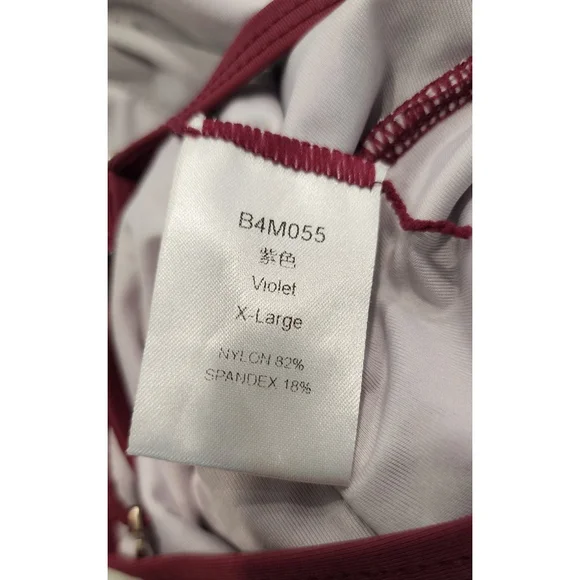 B4M055
紫色
Violet
X-Large
NYLON 82%
SPANDEX 18%